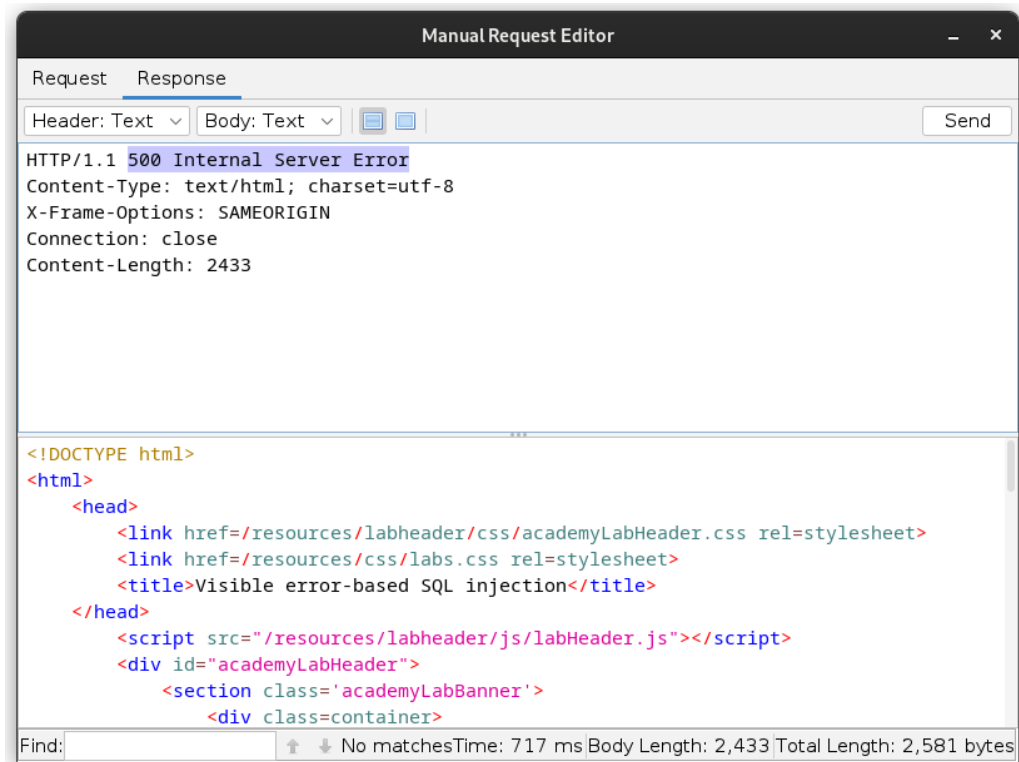 Manual Request Editor
Request Response
Header: Text Body: Text Send
HTTP/1.1 500 Internal Server Error
Content-Type: text/html; charset=utf-8
X-Frame-Options: SAMEORIGIN
Connection: close
Content-Length: 2433
<!DOCTYPE html>
<html>
<head>
<link href=/resources/labheader/css/academyLabHeader.css rel=stylesheet>
<link href=/resources/css/labs.css rel=stylesheet>
<title>Visible error-based SQL injection</title>
</head>
<script src="/resources/labheader/js/labHeader.js"></script>
<div id="academyLabHeader">
<section class='academyLabBanner'>
<div class=container>
Find: No matches Time: 717 ms Body Length: 2,433 Total Length: 2,581 bytes